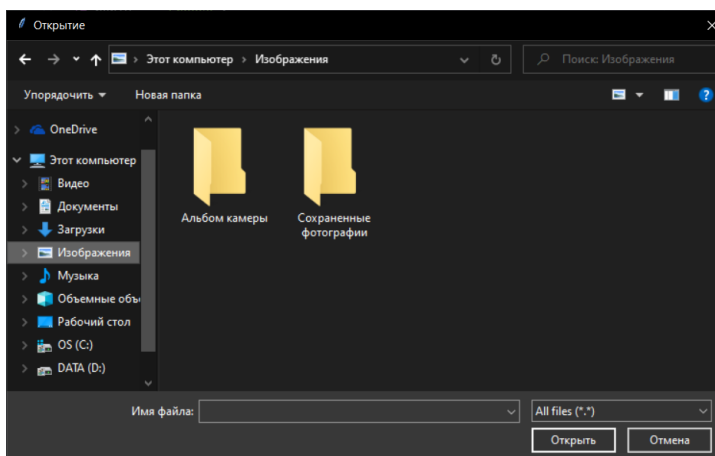 Открытие
Этот компьютер › Изображения
Поиск: Изображения
Упорядочить
Новая папка
?
OneDrive
Этот компьютер
Видео
Документы
Загрузки
Изображения
Музыка
Объемные объ
Рабочий стол
OS (C:)
DATA (D:)
Альбом камеры
Сохраненные
фотографии
Имя файла:
All files (*.*)
Открыть
Отмена